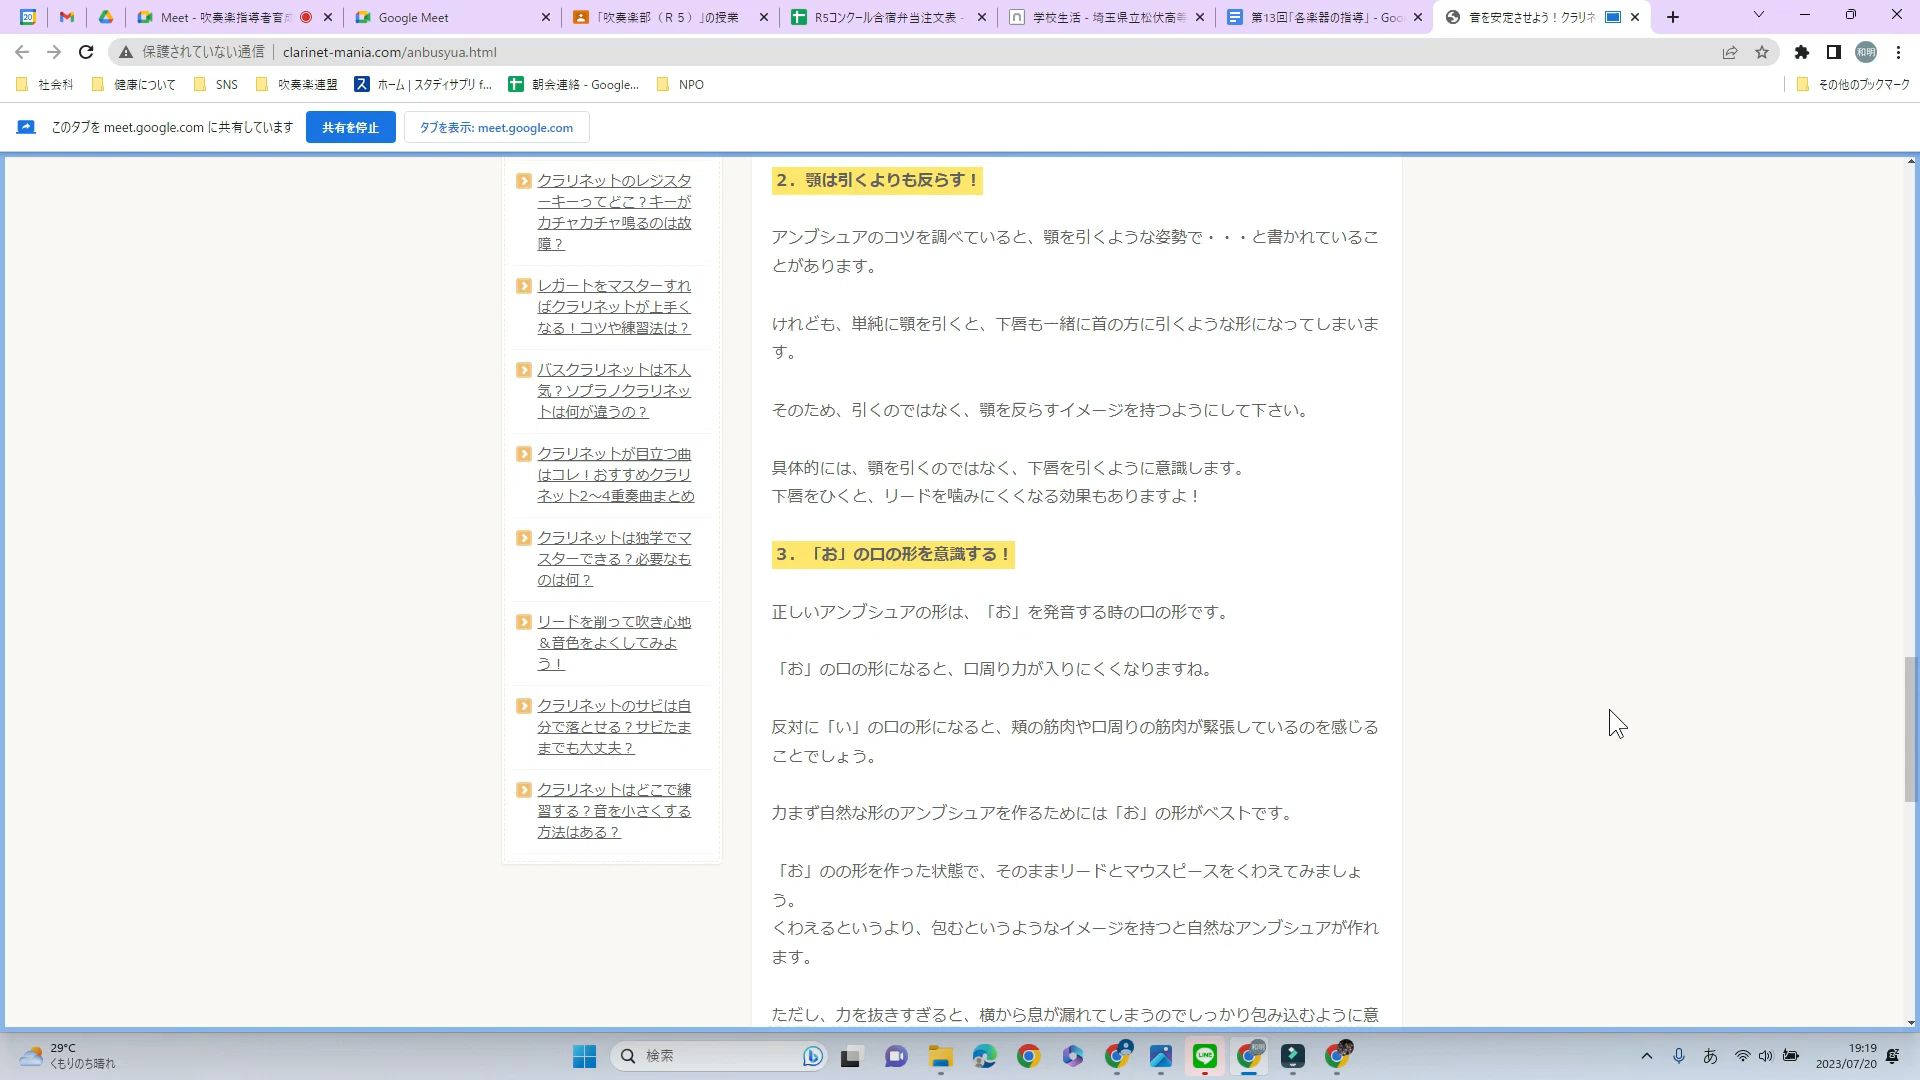 Meet - 吹奏楽指導者育
Google Meet
「吹奏楽部（R５）｣の授業
R5コンクール合宿弁当注文表 -
学校生活 - 埼玉県立松伏高等
第13回｢各楽器の指導｣ - Goo
音を安定させよう！クラリネ
保護されていない通信
clarinet-mania.com/anbusyua.html
和明
社会科
健康について
SNS
吹奏楽連盟
ホーム | スタディサプリ f...
朝会連絡 - Google...
NPO
その他のブックマーク
このタブを meet.google.com に共有しています
共有を停止
タブを表示: meet.google.com
クラリネットのレジスタ
ーキーってどこ？キーが
カチャカチャ鳴るのは故
障？
レガートをマスターすれ
ばクラリネットが上手く
なる！コツや練習法は？
バスクラリネットは不人
気？ソプラノクラリネッ
トは何が違うの？
クラリネットが目立つ曲
はコレ！おすすめクラリ
ネット2～4重奏曲まとめ
クラリネットは独学でマ
スターできる？必要なも
のは何？
リードを削って吹き心地
＆音色をよくしてみよ
う！
クラリネットのサビは自
分で落とせる？サビたま
までも大丈夫？
クラリネットはどこで練
習する？音を小さくする
方法はある？
２．顎は引くよりも反らす！
アンブシュアのコツを調べていると、顎を引くような姿勢で・・・と書かれているこ
とがあります。
けれども、単純に顎を引くと、下唇も一緒に首の方に引くような形になってしまいま
す。
そのため、引くのではなく、顎を反らすイメージを持つようにして下さい。
具体的には、顎を引くのではなく、下唇を引くように意識します。
下唇をひくと、リードを噛みにくくなる効果もありますよ！
３．「お」の口の形を意識する！
正しいアンブシュアの形は、「お」を発音する時の口の形です。
「お」の口の形になると、口周り力が入りにくくなりますね。
反対に「い」の口の形になると、頬の筋肉や口周りの筋肉が緊張しているのを感じる
ことでしょう。
力まず自然な形のアンブシュアを作るためには「お」の形がベストです。
「お」のの形を作った状態で、そのままリードとマウスピースをくわえてみましょ
う。
くわえるというより、包むというようなイメージを持つと自然なアンブシュアが作れ
ます。
ただし、力を抜きすぎると、横から息が漏れてしまうのでしっかり包み込むように意
29°C
くもりのち晴れ
検索
LINE
あ
19:19
2023/07/20